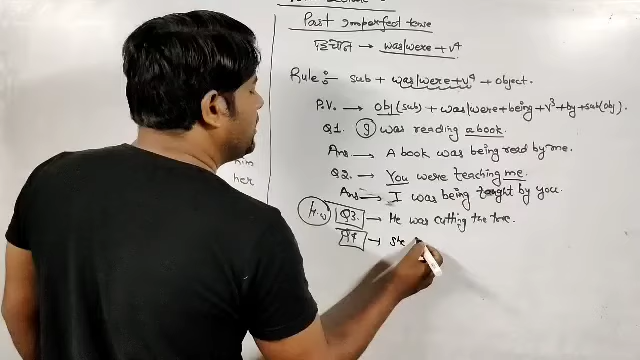 Past Imperfect tense
पहिचान → was/were + v⁴
Rule:- sub + was/were + v⁴ + object.
P.V. → obj (sub) + was/were + being + v³ + by + sub (obj).
Q1. I was reading a book.
Ans → A book was being read by me.
him
Q2. → You were teaching me.
her
Ans → I was being taught by you.
H.W Q3. → He was cutting the tree.
Q4 → She